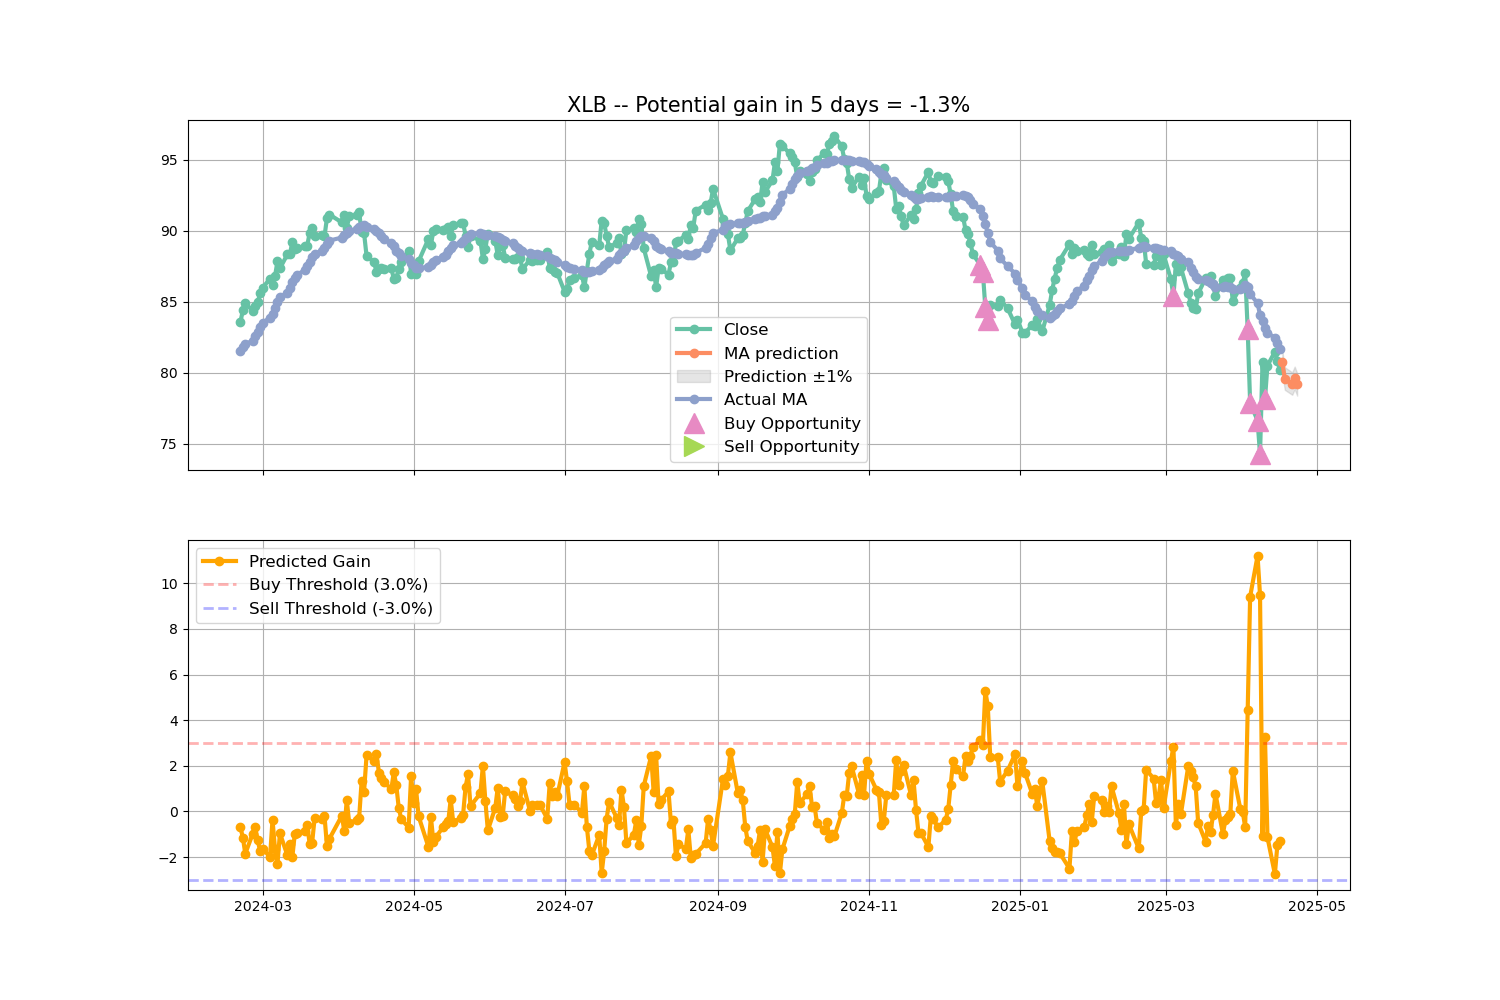 XLB -- Potential gain in 5 days = -1.3%
95
90
85
80
75
Close
MA prediction
Prediction ±1%
Actual MA
Buy Opportunity
Sell Opportunity
Predicted Gain
Buy Threshold (3.0%)
Sell Threshold (-3.0%)
10
8
6
4
2
0
−2
2024-03 2024-05 2024-07 2024-09 2024-11 2025-01 2025-03 2025-05